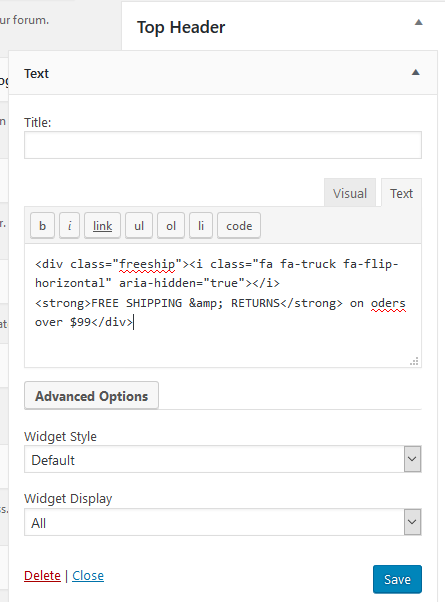 ur forum.
Top Header
Text
Title:
Visual Text
b i link ul ol li code
<div class="freeship"><i class="fa fa-truck fa-flip-
horizontal" aria-hidden="true"></i>
<strong>FREE SHIPPING &amp; RETURNS</strong> on oders
over $99</div>
Advanced Options
Widget Style
Default
Widget Display
All
Delete | Close
Save